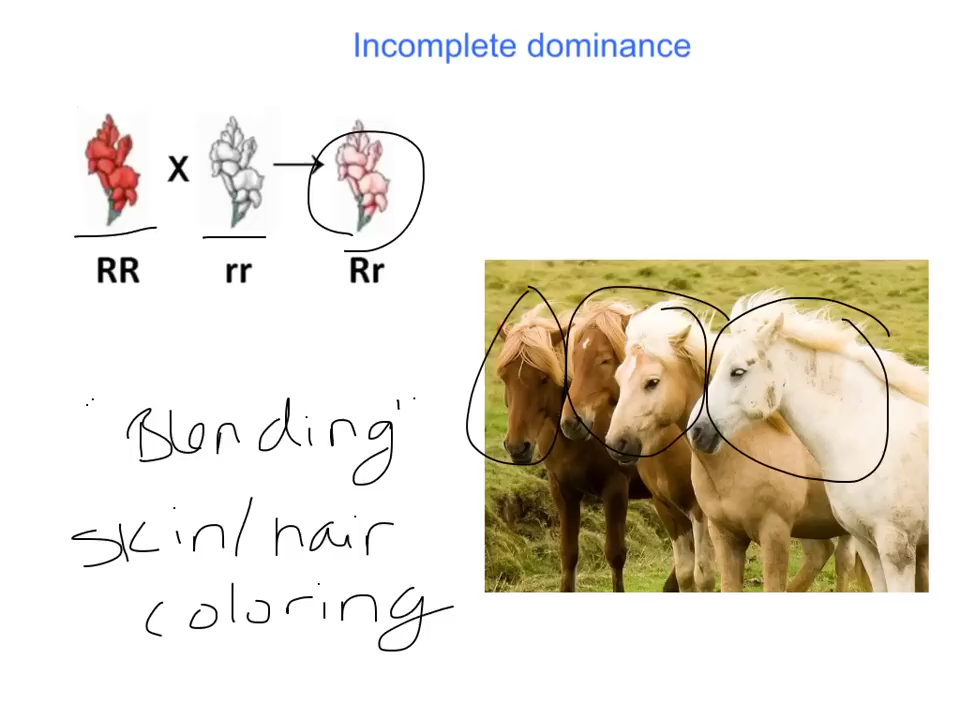 Incomplete dominance
X
RR rr Rr
"Blending"
skin/hair
coloring